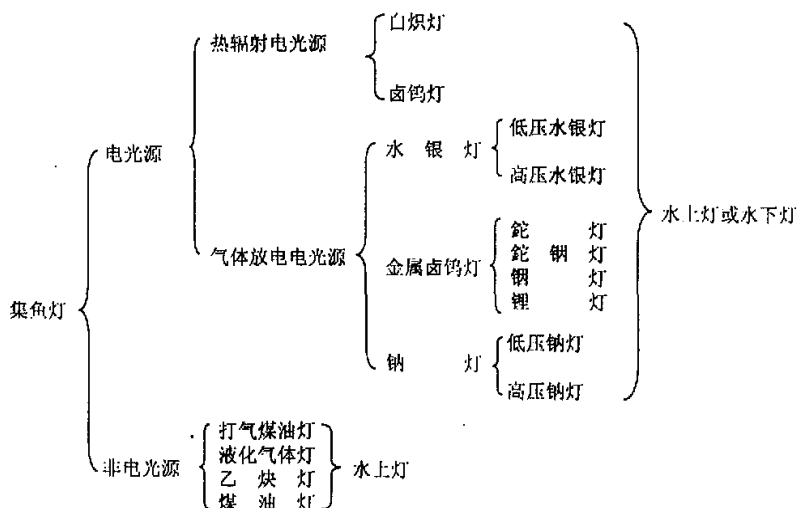 白炽灯
热辐射电光源
卤钨灯
低压水银灯
电光源
水银灯
高压水银灯
水上灯或水下灯
鉈灯
气体放电电光源
鉈铟灯
金属卤钨灯
铟灯
锂灯
集鱼灯
低压钠灯
钠灯
高压钠灯
打气煤油灯
液化气体灯
非电光源
水上灯
乙炔灯
煤油灯